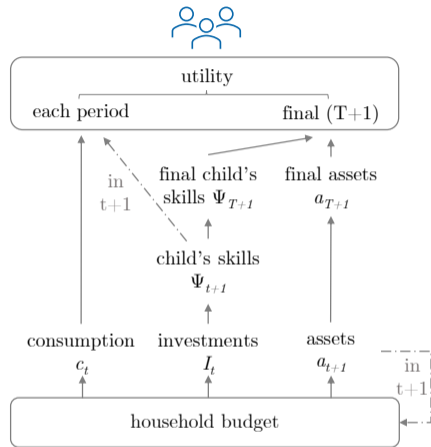 utility
each period
final (T+1)
final child's
skills Ψ_{T+1}
final assets
a_{T+1}
in
t+1
child's skills
Ψ_{t+1}
consumption
c_t
investments
I_t
assets
a_{t+1}
in
t+1
household budget